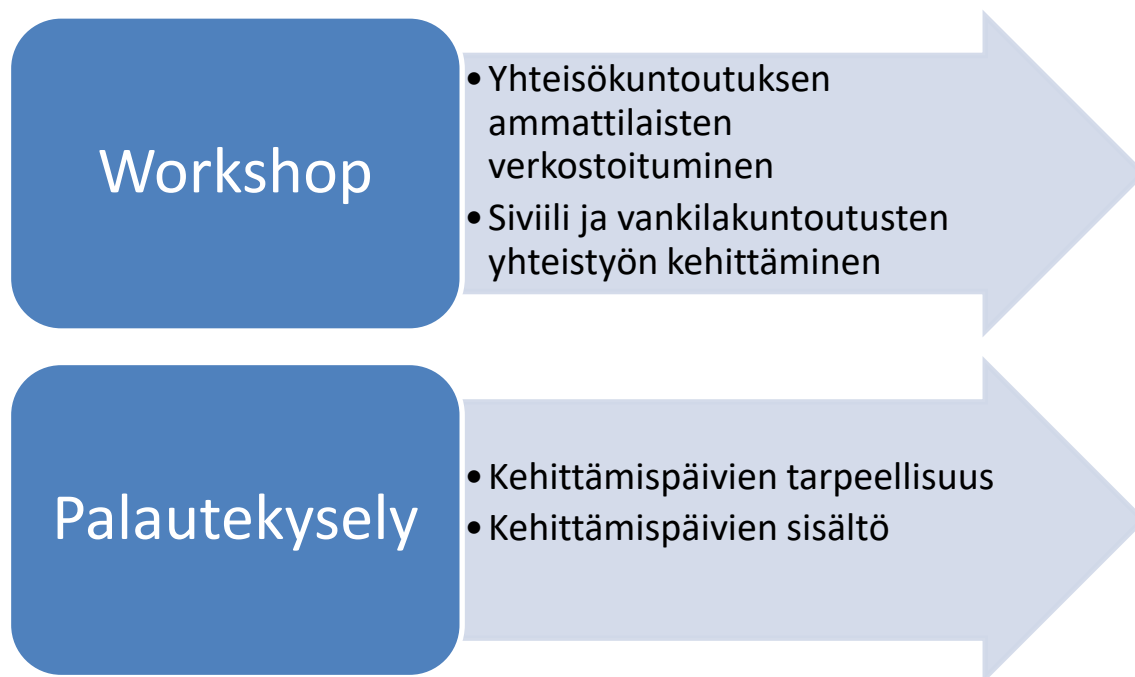 Workshop
• Yhteisökuntoutuksen
ammattilaisten
verkostoituminen
• Siviili ja vankilakuntoutusten
yhteistyön kehittäminen
Palautekysely
• Kehittämispäivien tarpeellisuus
• Kehittämispäivien sisältö